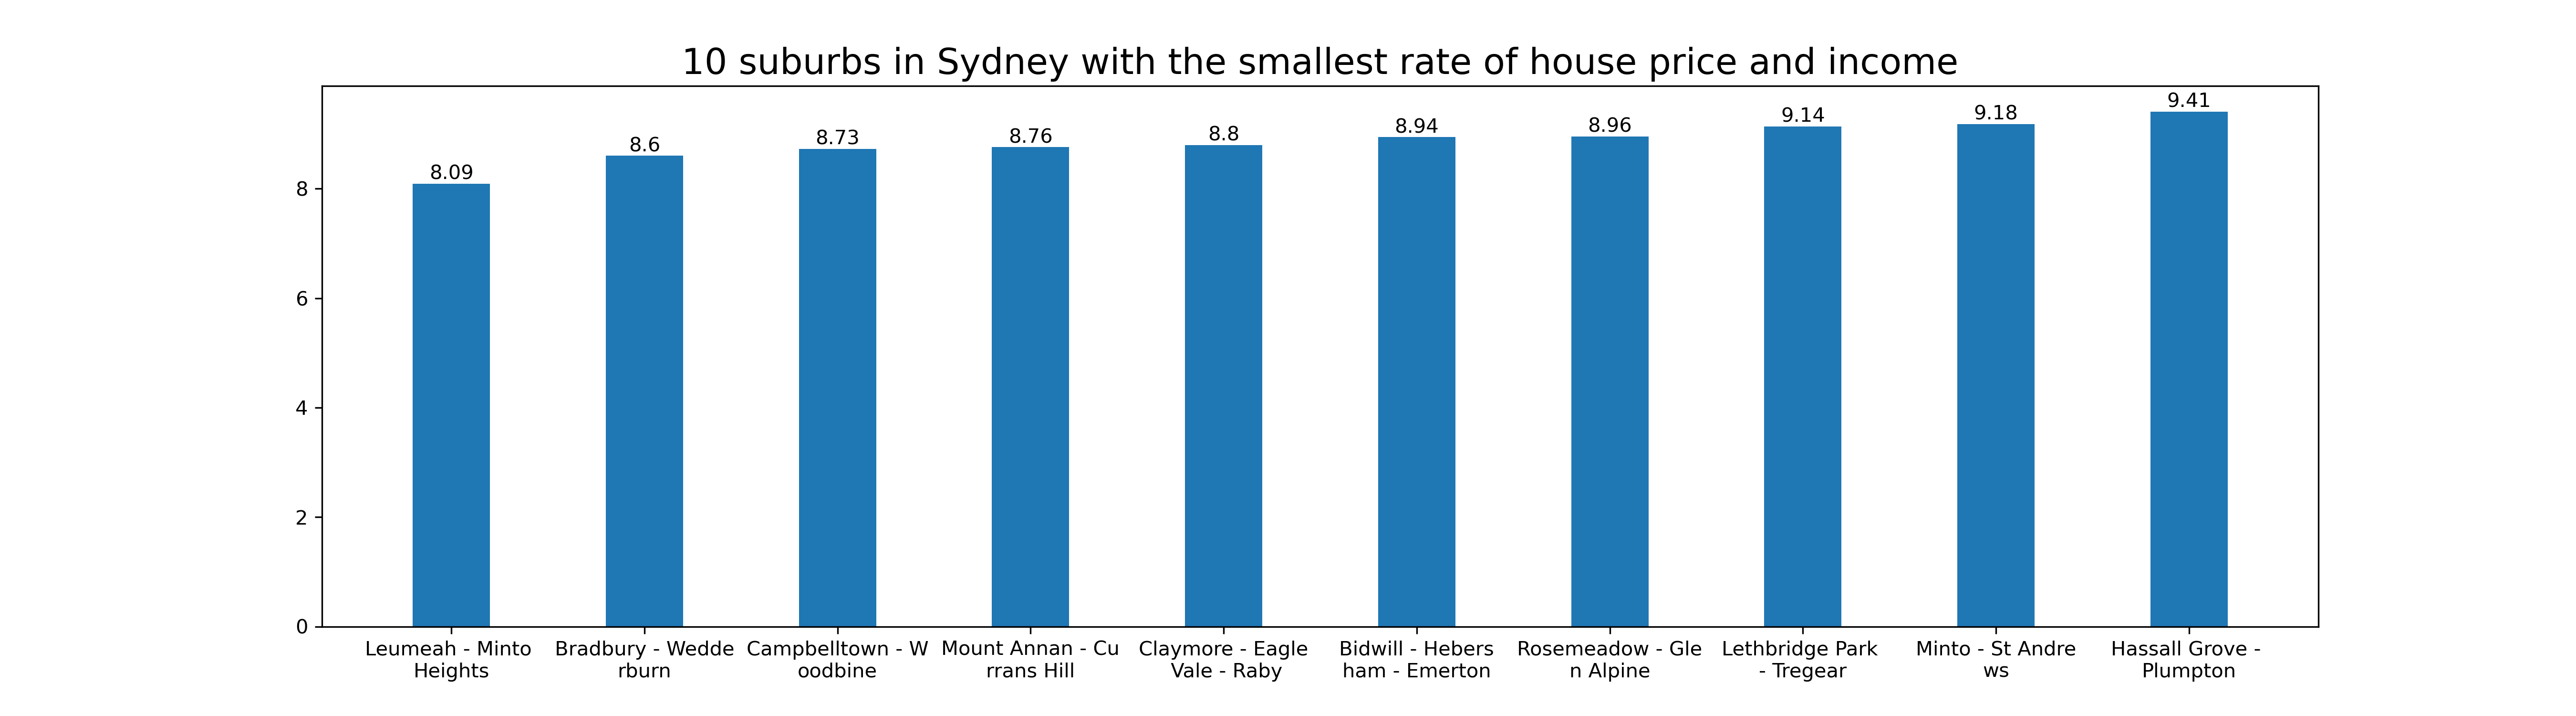 10 suburbs in Sydney with the smallest rate of house price and income
8.09
8.6
8.73
8.76
8.8
8.94
8.96
9.14
9.18
9.41
8
6
4
2
0
Leumeah - Minto
Heights
Bradbury - Wedde
rburn
Campbelltown - W
oodbine
Mount Annan - Cu
rrans Hill
Claymore - Eagle
Vale - Raby
Bidwill - Hebers
ham - Emerton
Rosemeadow - Gle
n Alpine
Lethbridge Park
- Tregear
Minto - St Andre
ws
Hassall Grove -
Plumpton